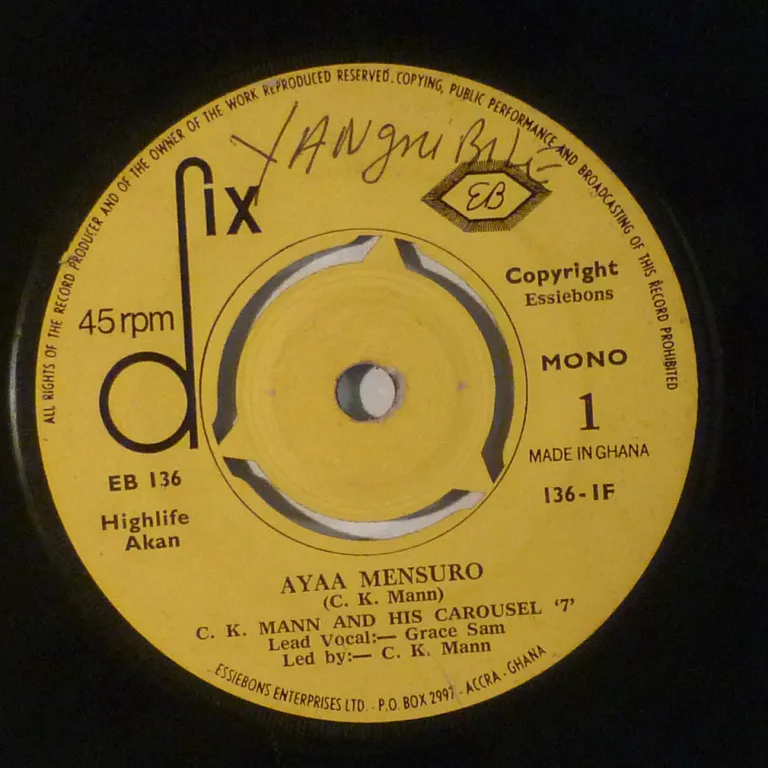 ALL RIGHTS OF THE RECORD PRODUCER AND OF THE OWNER OF THE WORK REPRODUCED RESERVED. COPYING, PUBLIC PERFORMANCE AND BROADCASTING OF THIS RECORD PROHIBITED
dix
EB
45 rpm
Copyright
Essiebons
MONO
1
MADE IN GHANA
136-1F
EB 136
Highlife
Akan
AYAA MENSURO
(C. K. Mann)
C. K. MANN AND HIS CAROUSEL ‘7’
Lead Vocal:— Grace Sam
Led by:— C. K. Mann
ESSIEBONS ENTERPRISES LTD. - P.O. BOX 2997 - ACCRA - GHANA